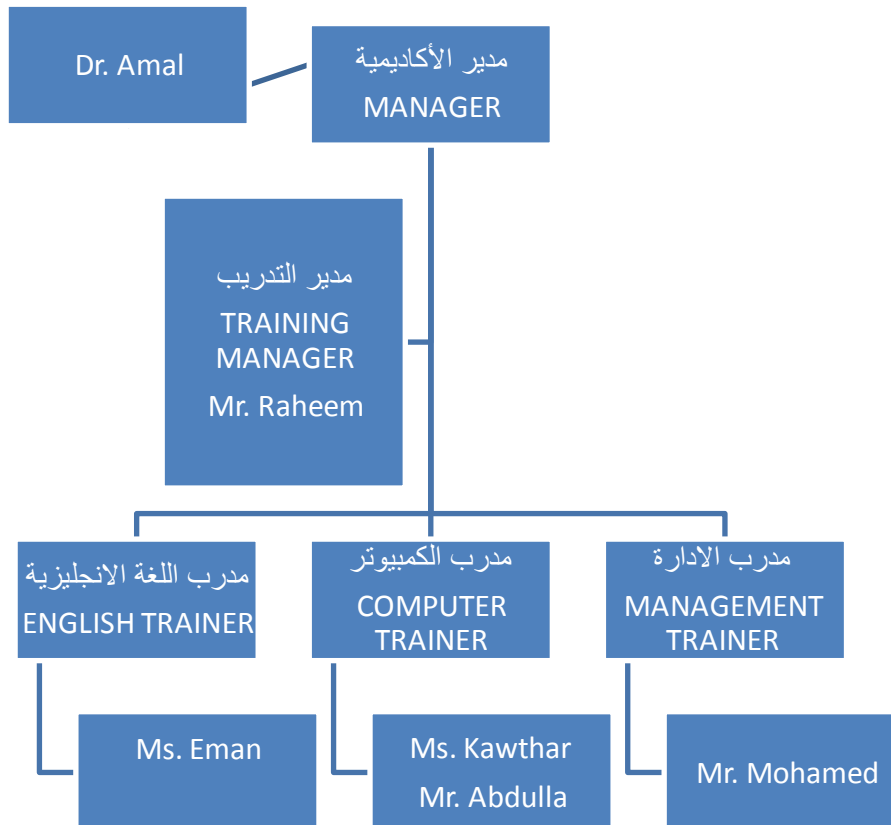 Dr. Amal
مدير الأكاديمية
MANAGER
مدير التدريب
TRAINING
MANAGER
Mr. Raheem
مدرب اللغة الانجليزية
ENGLISH TRAINER
مدرب الكمبيوتر
COMPUTER
TRAINER
مدرب الادارة
MANAGEMENT
TRAINER
Ms. Eman
Ms. Kawthar
Mr. Abdulla
Mr. Mohamed